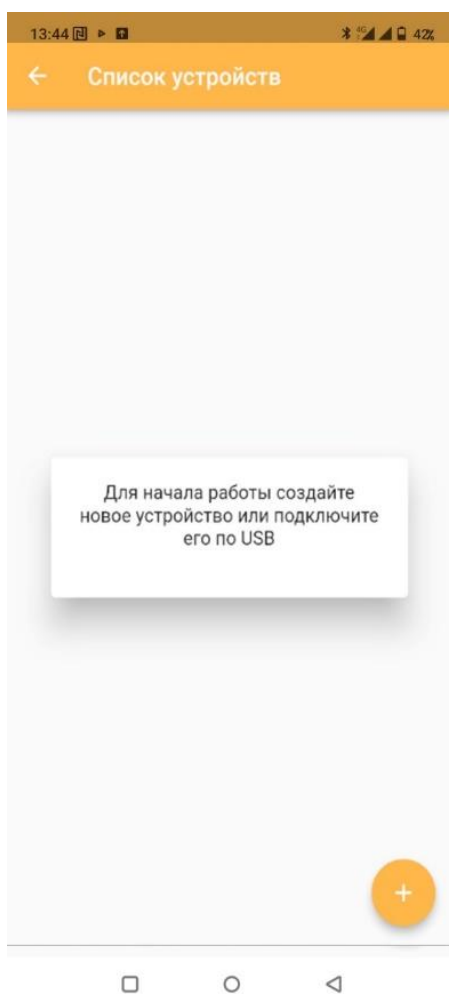 13:44 42%
Список устройств
Для начала работы создайте
новое устройство или подключите
его по USB
+